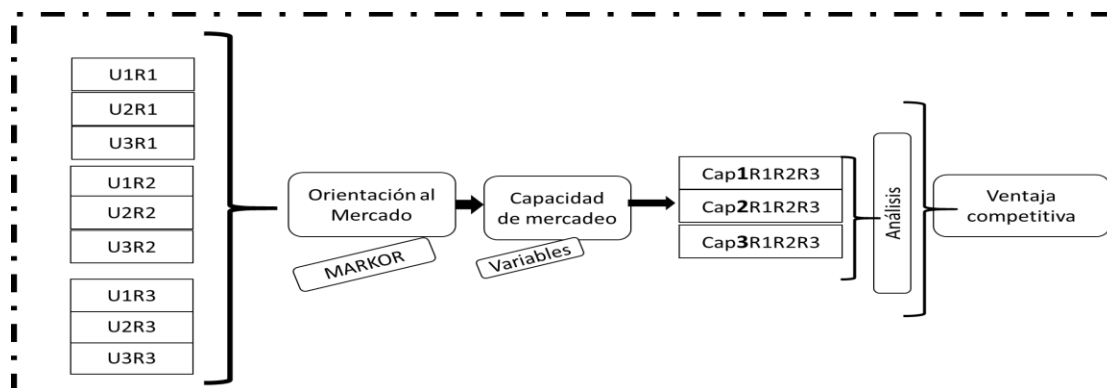 U1R1
U2R1
U3R1
U1R2
U2R2
U3R2
U1R3
U2R3
U3R3
Orientación al
Mercado
MARKOR
Capacidad
de mercadeo
Variables
Cap1R1R2R3
Cap2R1R2R3
Cap3R1R2R3
Análisis
Ventaja
competitiva